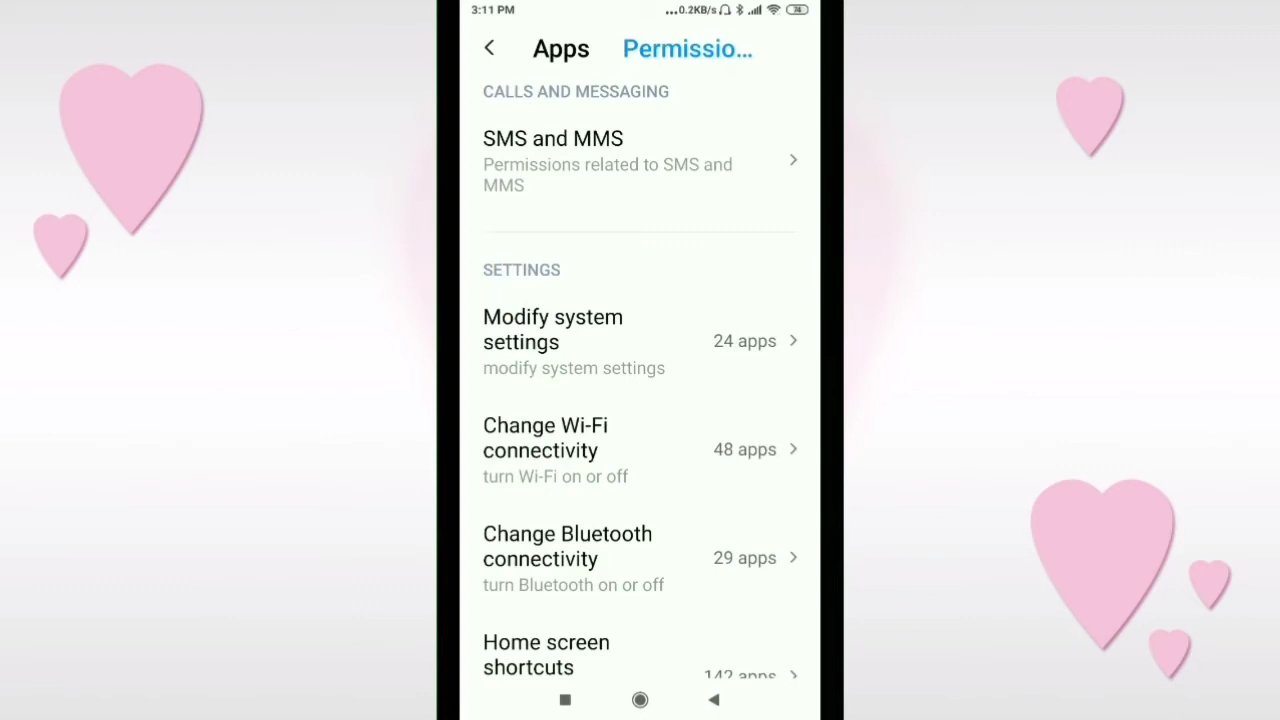 3:11 PM
...0.2KB/s
74
Apps Permissio...
CALLS AND MESSAGING
SMS and MMS
Permissions related to SMS and
MMS
SETTINGS
Modify system
settings
24 apps
modify system settings
Change Wi-Fi
connectivity
48 apps
turn Wi-Fi on or off
Change Bluetooth
connectivity
29 apps
turn Bluetooth on or off
Home screen
shortcuts
142 apps